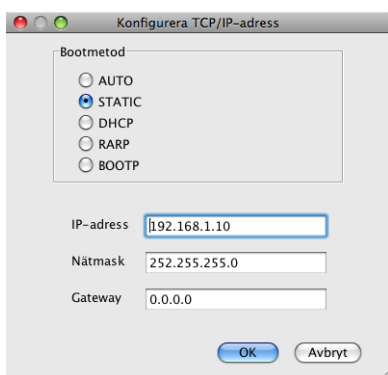 Konfigurera TCP/IP-adress
Bootmetod
AUTO
STATIC
DHCP
RARP
BOOTP
IP-adress 192.168.1.10
Nätmask 252.255.255.0
Gateway 0.0.0.0
OK Avbryt